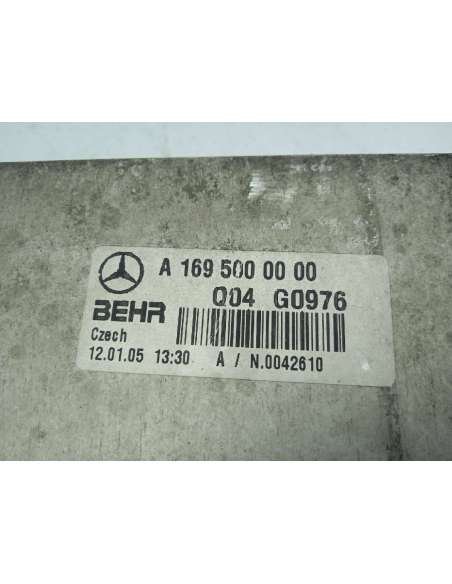 A 169 500 00 00
Q04 G0976
BEHR
Czech
12.01.05 13:30 A / N.0042610